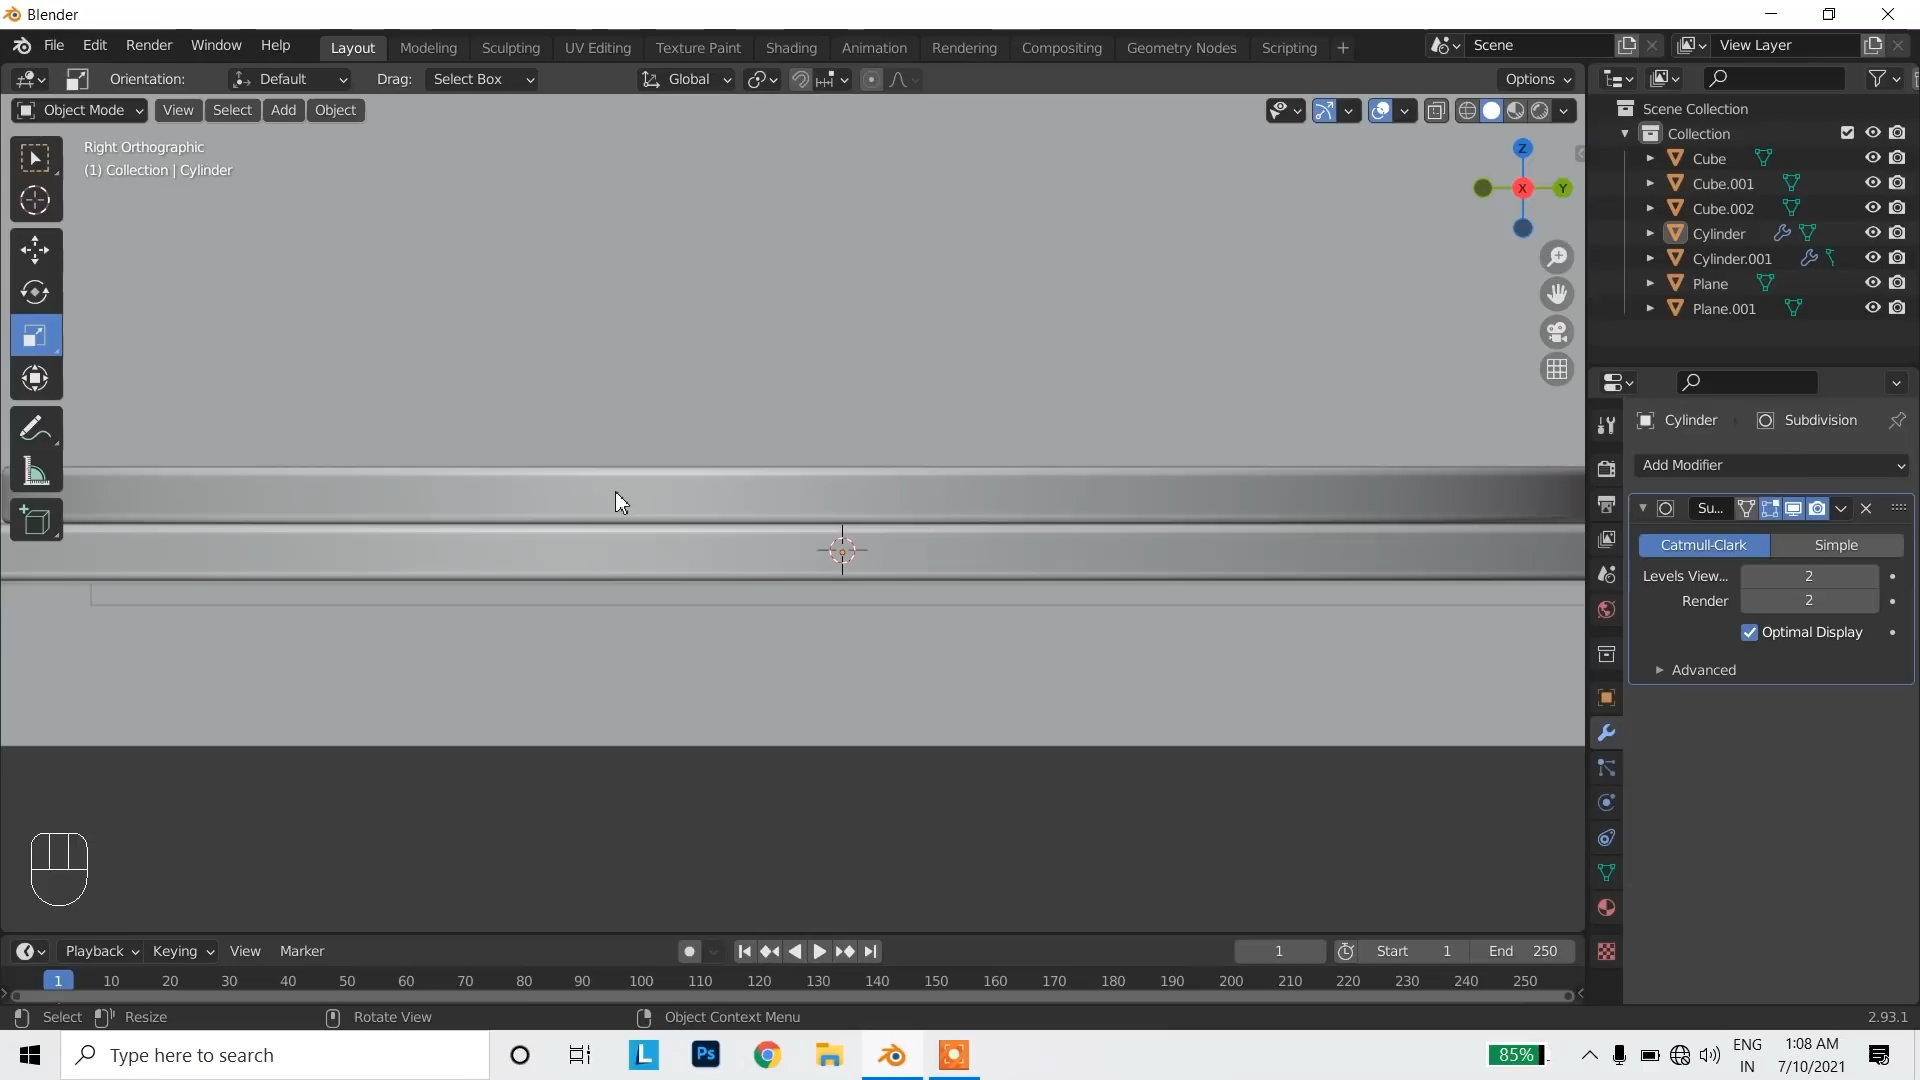 Blender
File Edit Render Window Help Layout Modeling Sculpting UV Editing Texture Paint Shading Animation Rendering Compositing Geometry Nodes Scripting + Scene View Layer
Orientation: Default Drag: Select Box Global Options
Object Mode View Select Add Object
Right Orthographic
(1) Collection | Cylinder
Z
X
Y
Scene Collection
Collection
Cube
Cube.001
Cube.002
Cylinder
Cylinder.001
Plane
Plane.001
Cylinder Subdivision
Add Modifier
Su...
Catmull-Clark Simple
Levels View... 2
Render 2
Optimal Display
Advanced
Playback Keying View Marker 1 Start 1 End 250
1 10 20 30 40 50 60 70 80 90 100 110 120 130 140 150 160 170 180 190 200 210 220 230 240 250
Select Resize Rotate View Object Context Menu 2.93.1
Type here to search
L
Ps
85%
ENG
IN
1:08 AM
7/10/2021